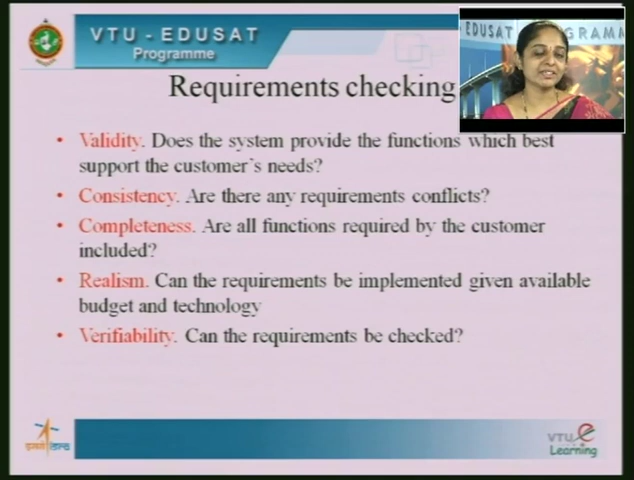 VTU - EDUSAT
Programme
EDUSAT
Requirements checking
• Validity. Does the system provide the functions which best
support the customer's needs?
• Consistency. Are there any requirements conflicts?
• Completeness. Are all functions required by the customer
included?
• Realism. Can the requirements be implemented given available
budget and technology
• Verifiability. Can the requirements be checked?
VTU e
Learning